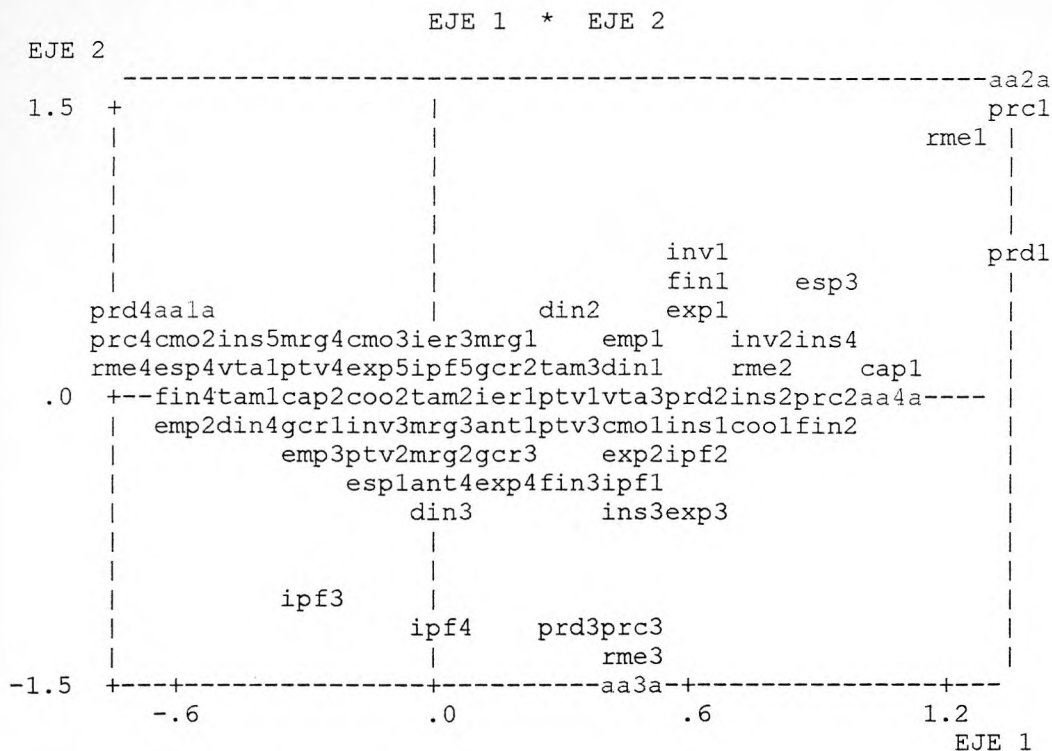 EJE 1 * EJE 2
EJE 2
------------------------------------------------------------aa2a
1.5 + | prc1
| | rme1 |
| | |
| | |
| | |
| | inv1 prd1
| | fin1 esp3 |
prd4aa1a | din2 exp1 |
prc4cmo2ins5mrg4cmo3ier3mrg1 emp1 inv2ins4 |
rme4esp4vta1ptv4exp5ipf5gcr2tam3din1 rme2 cap1 |
.0 +--fin4tam1cap2coo2tam2ier1ptv1vta3prd2ins2prc2aa4a----
| emp2din4gcr1inv3mrg3ant1ptv3cmo1ins1coo1fin2 |
| emp3ptv2mrg2gcr3 exp2ipf2 |
| esp1ant4exp4fin3ipf1 |
| din3 ins3exp3 |
| | |
| | |
| ipf3 | |
| ipf4 prd3prc3 |
| | rme3 |
-1.5 +---+----------------+----------aa3a-+----------------+---
-.6 .0 .6 1.2
EJE 1